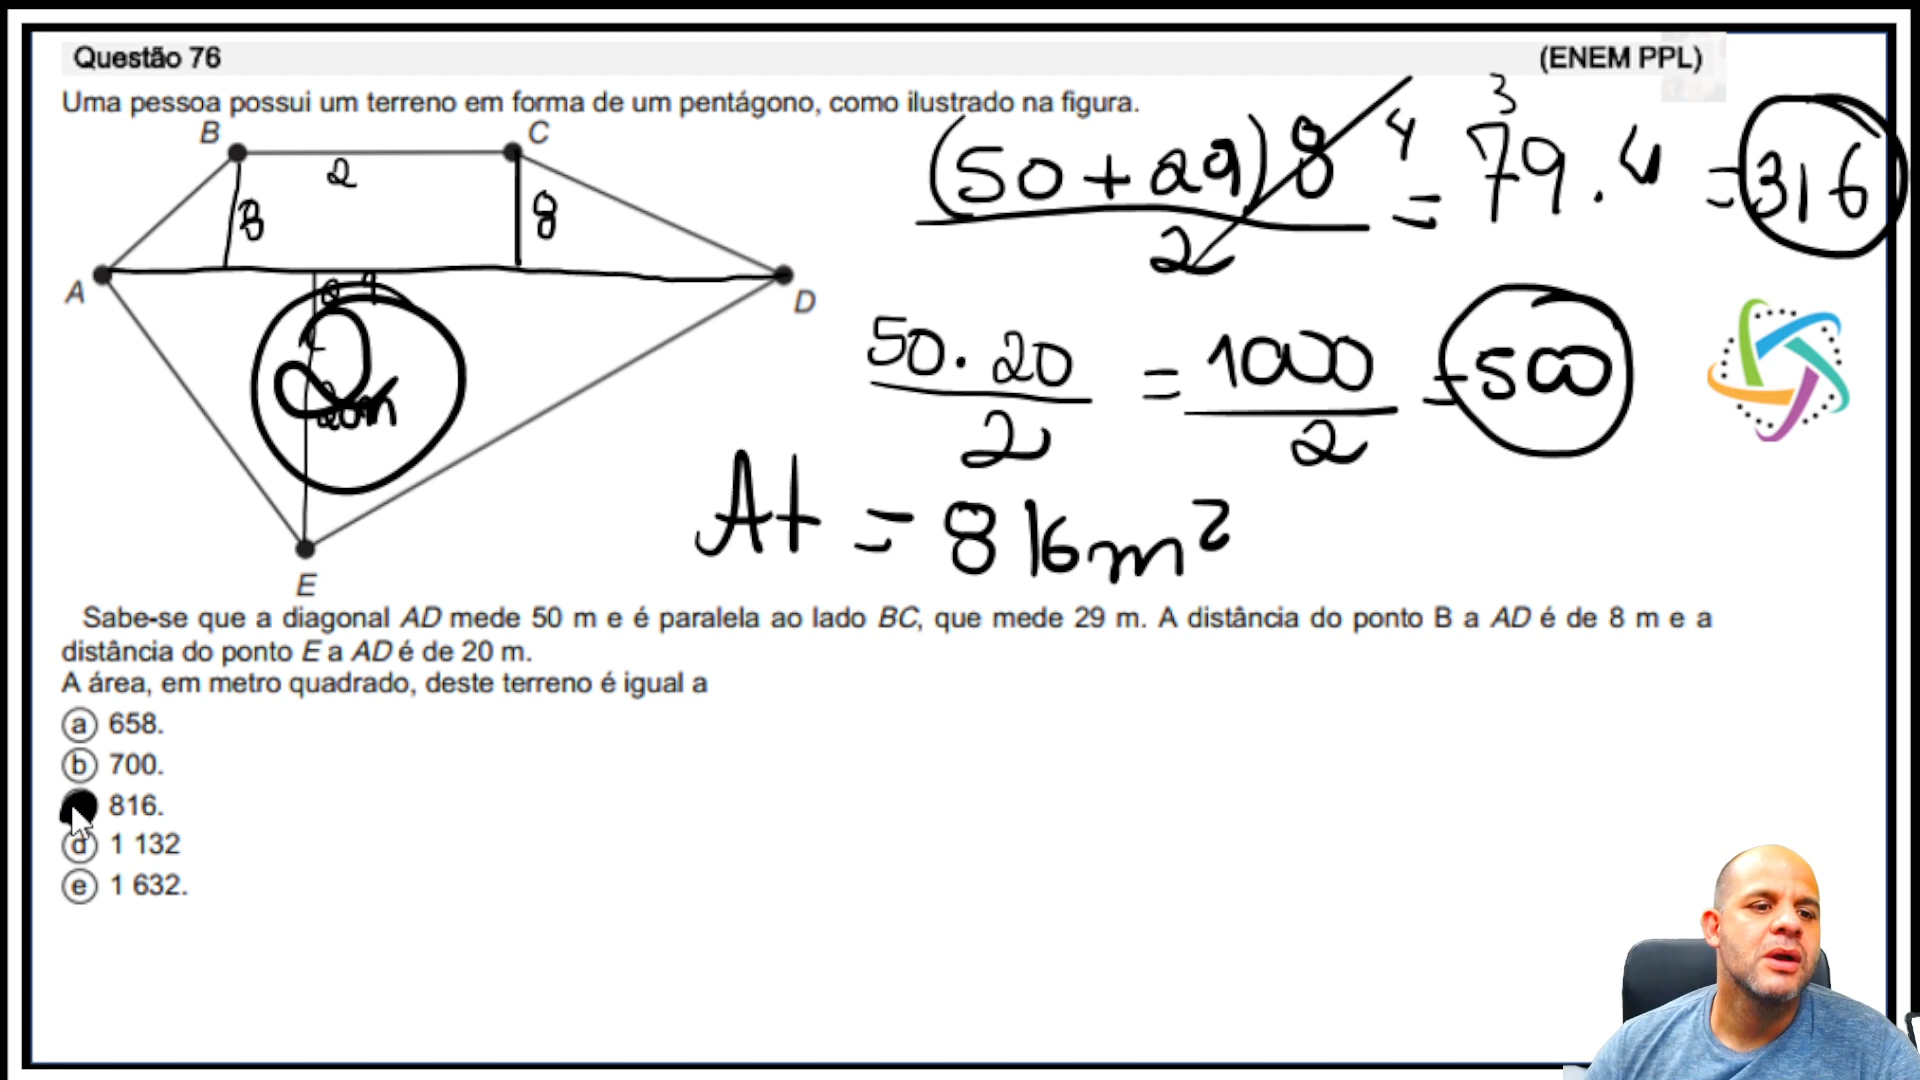 Questão 76 (ENEM PPL)
Uma pessoa possui um terreno em forma de um pentágono, como ilustrado na figura.
B C
2
8 8
A D
20m
E
(50+29)8 4 = 79.4 = 316
3
2
50.20 = 1000 = 500
2 2
At = 816m²
Sabe-se que a diagonal AD mede 50 m e é paralela ao lado BC, que mede 29 m. A distância do ponto B a AD é de 8 m e a
distância do ponto E a AD é de 20 m.
A área, em metro quadrado, deste terreno é igual a
a 658.
b 700.
816.
d 1 132
e 1 632.